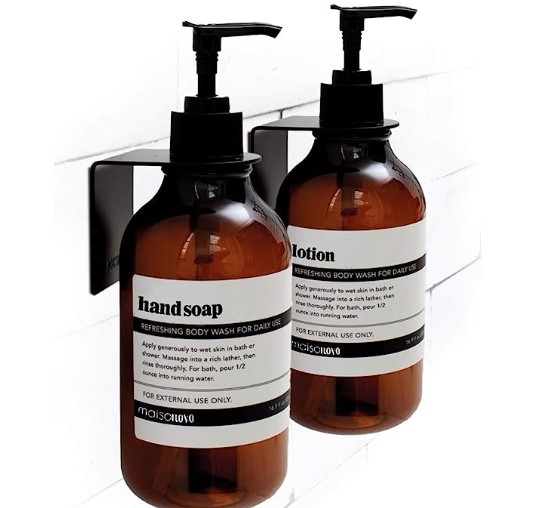 hand soap
REFRESHING BODY WASH FOR DAILY USE
Apply generously to wet skin in bath or
shower. Massage into a rich lather, then
rinse thoroughly. For bath, pour 1/2
ounce into running water.
FOR EXTERNAL USE ONLY.
maisonovo
lotion
REFRESHING BODY WASH FOR DAILY USE
Apply generously to wet skin in bath or
shower. Massage into a rich lather, then
rinse thoroughly. For bath, pour 1/2
ounce into running water.
FOR EXTERNAL USE ONLY.
maisonovo